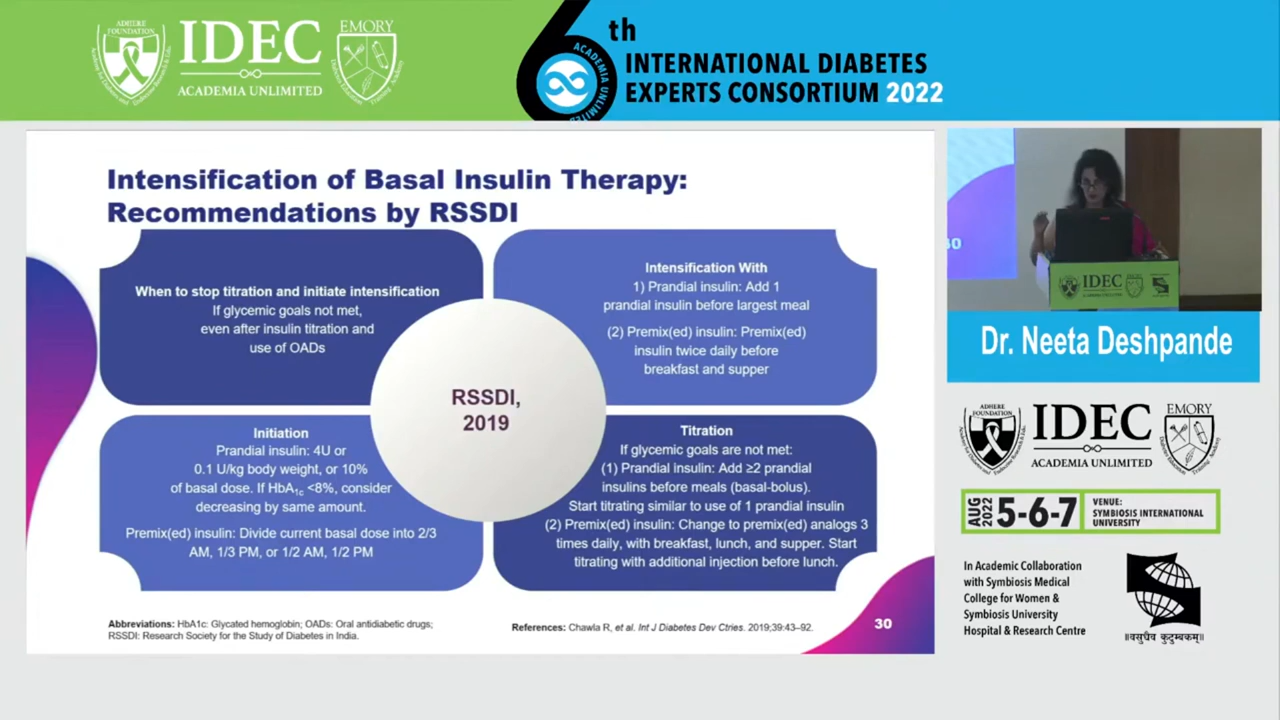 ADHERE
FOUNDATION
IDEC
ACADEMIA UNLIMITED
EMORY
6th
ACADEMIA UNLIMITED
INTERNATIONAL DIABETES
EXPERTS CONSORTIUM 2022
Intensification of Basal Insulin Therapy:
Recommendations by RSSDI
When to stop titration and initiate intensification
If glycemic goals not met,
even after insulin titration and
use of OADs
Intensification With
1) Prandial insulin: Add 1
prandial insulin before largest meal
(2) Premix(ed) insulin: Premix(ed)
insulin twice daily before
breakfast and supper
RSSDI,
2019
Initiation
Prandial insulin: 4U or
0.1 U/kg body weight, or 10%
of basal dose. If HbA1c <8%, consider
decreasing by same amount.
Premix(ed) insulin: Divide current basal dose into 2/3
AM, 1/3 PM, or 1/2 AM, 1/2 PM
Titration
If glycemic goals are not met:
(1) Prandial insulin: Add ≥2 prandial
insulins before meals (basal-bolus).
Start titrating similar to use of 1 prandial insulin
(2) Premix(ed) insulin: Change to premix(ed) analogs 3
times daily, with breakfast, lunch, and supper. Start
titrating with additional injection before lunch.
Abbreviations: HbA1c: Glycated hemoglobin; OADs: Oral antidiabetic drugs;
RSSDI: Research Society for the Study of Diabetes in India.
References: Chawla R, et al. Int J Diabetes Dev Ctries. 2019;39:43–92.
30
IDEC
Dr. Neeta Deshpande
ADHERE
FOUNDATION
IDEC
ACADEMIA UNLIMITED
EMORY
AUG 2022
5-6-7
VENUE:
SYMBIOSIS INTERNATIONAL
UNIVERSITY
In Academic Collaboration
with Symbiosis Medical
College for Women &
Symbiosis University
Hospital & Research Centre
॥वसुधैव कुटुम्बकम्॥